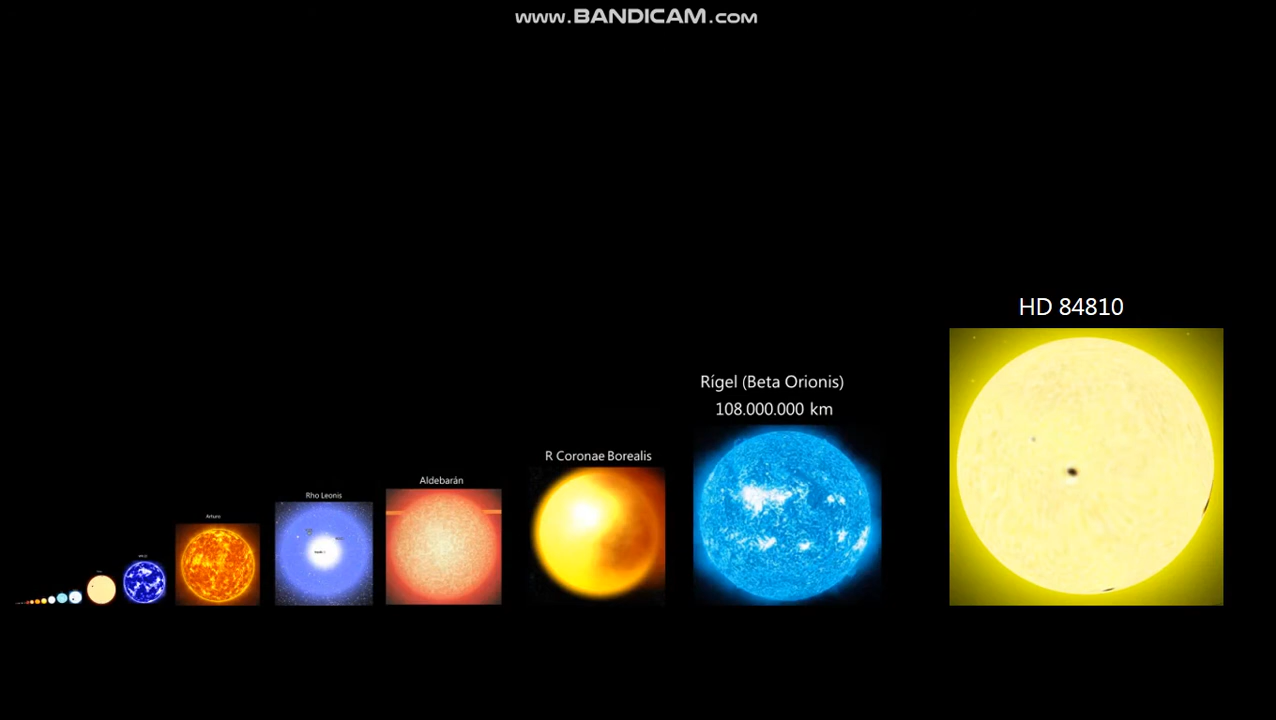 www.BANDICAM.com
HD 84810
Rígel (Beta Orionis)
108.000.000 km
R Coronae Borealis
Aldebarán
Rho Leonis
Arturo